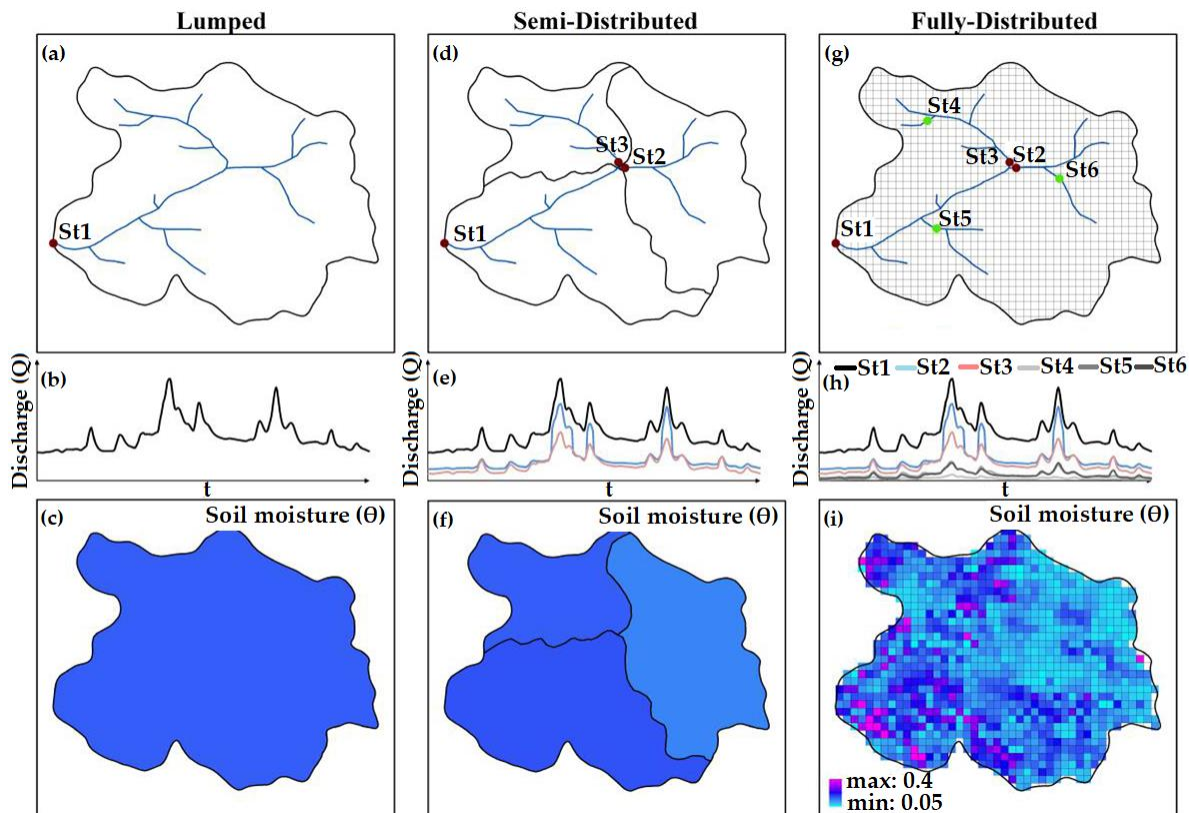 Lumped
Semi-Distributed
Fully-Distributed
(a)
St1
(d)
St3
St2
St1
(g)
St4
St3
St2
St6
St5
St1
Discharge (Q)
(b)
t
Discharge (Q)
(e)
t
Discharge (Q)
St1 St2 St3 St4 St5 St6
(h)
t
(c)
Soil moisture (θ)
(f)
Soil moisture (θ)
(i)
Soil moisture (θ)
max: 0.4
min: 0.05